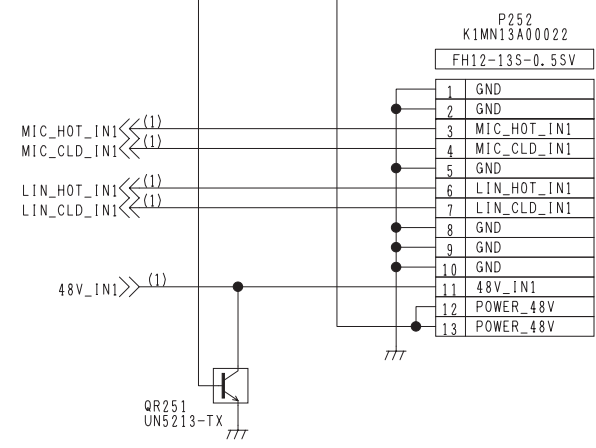 P252
K1MN13A00022
FH12-13S-0.5SV
1 GND
2 GND
MIC_HOT_IN1 (1) 3 MIC_HOT_IN1
MIC_CLD_IN1 (1) 4 MIC_CLD_IN1
5 GND
LIN_HOT_IN1 (1) 6 LIN_HOT_IN1
LIN_CLD_IN1 (1) 7 LIN_CLD_IN1
8 GND
9 GND
10 GND
48V_IN1 (1) 11 48V_IN1
12 POWER_48V
13 POWER_48V
QR251
UN5213-TX